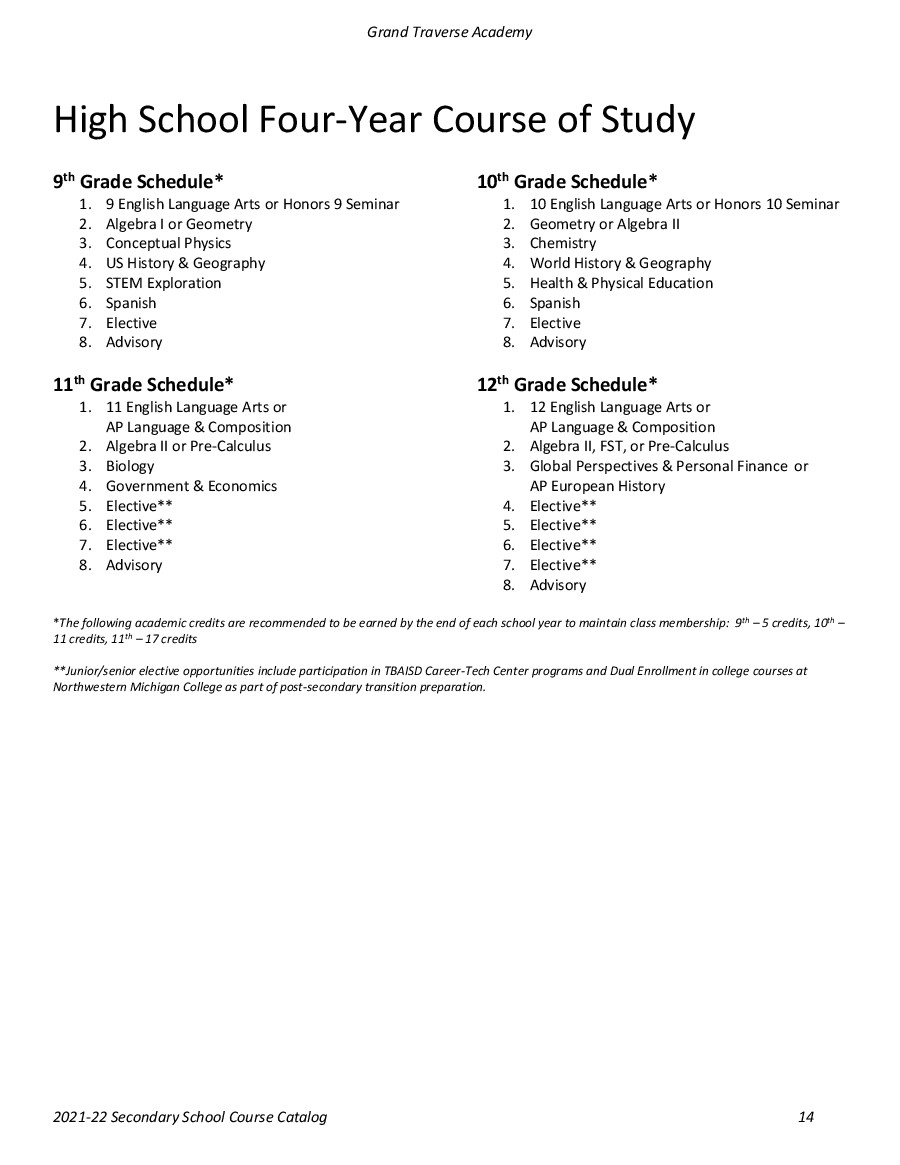 Grand Traverse Academy
High School Four-Year Course of Study
9th Grade Schedule*
1. 9 English Language Arts or Honors 9 Seminar
2. Algebra I or Geometry
3. Conceptual Physics
4. US History & Geography
5. STEM Exploration
6. Spanish
7. Elective
8. Advisory
10th Grade Schedule*
1. 10 English Language Arts or Honors 10 Seminar
2. Geometry or Algebra II
3. Chemistry
4. World History & Geography
5. Health & Physical Education
6. Spanish
7. Elective
8. Advisory
11th Grade Schedule*
1. 11 English Language Arts or
AP Language & Composition
2. Algebra II or Pre-Calculus
3. Biology
4. Government & Economics
5. Elective**
6. Elective**
7. Elective**
8. Advisory
12th Grade Schedule*
1. 12 English Language Arts or
AP Language & Composition
2. Algebra II, FST, or Pre-Calculus
3. Global Perspectives & Personal Finance or
AP European History
4. Elective**
5. Elective**
6. Elective**
7. Elective**
8. Advisory
*The following academic credits are recommended to be earned by the end of each school year to maintain class membership: 9th – 5 credits, 10th –
11 credits, 11th – 17 credits
**Junior/senior elective opportunities include participation in TBAISD Career-Tech Center programs and Dual Enrollment in college courses at
Northwestern Michigan College as part of post-secondary transition preparation.
2021-22 Secondary School Course Catalog 14